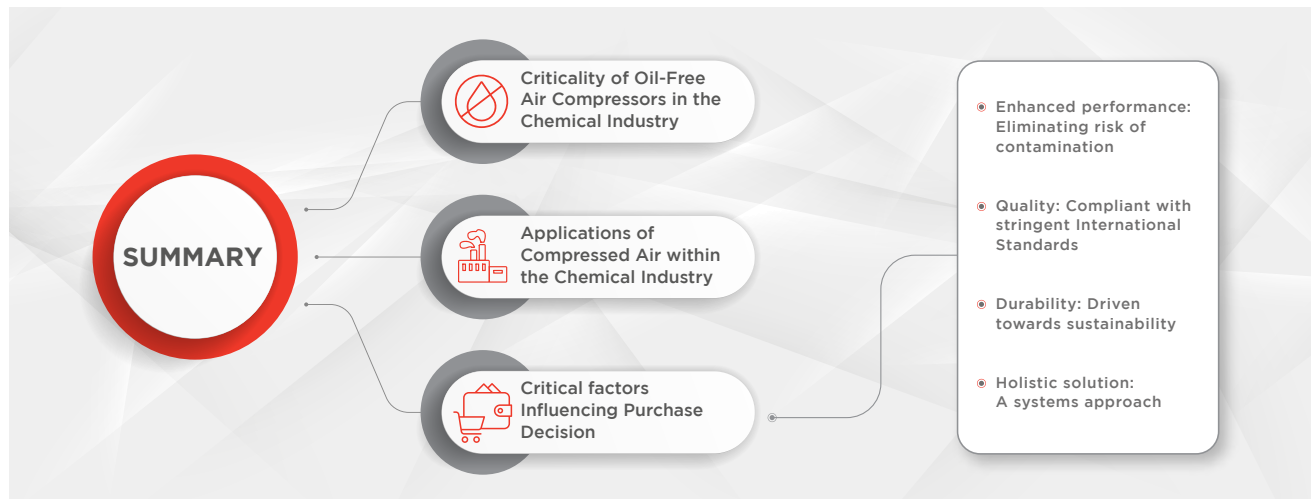 SUMMARY
Criticality of Oil-Free
Air Compressors in the
Chemical Industry
Applications of
Compressed Air within
the Chemical Industry
Critical factors
Influencing Purchase
Decision
Enhanced performance:
Eliminating risk of
contamination
Quality: Compliant with
stringent International
Standards
Durability: Driven
towards sustainability
Holistic solution:
A systems approach